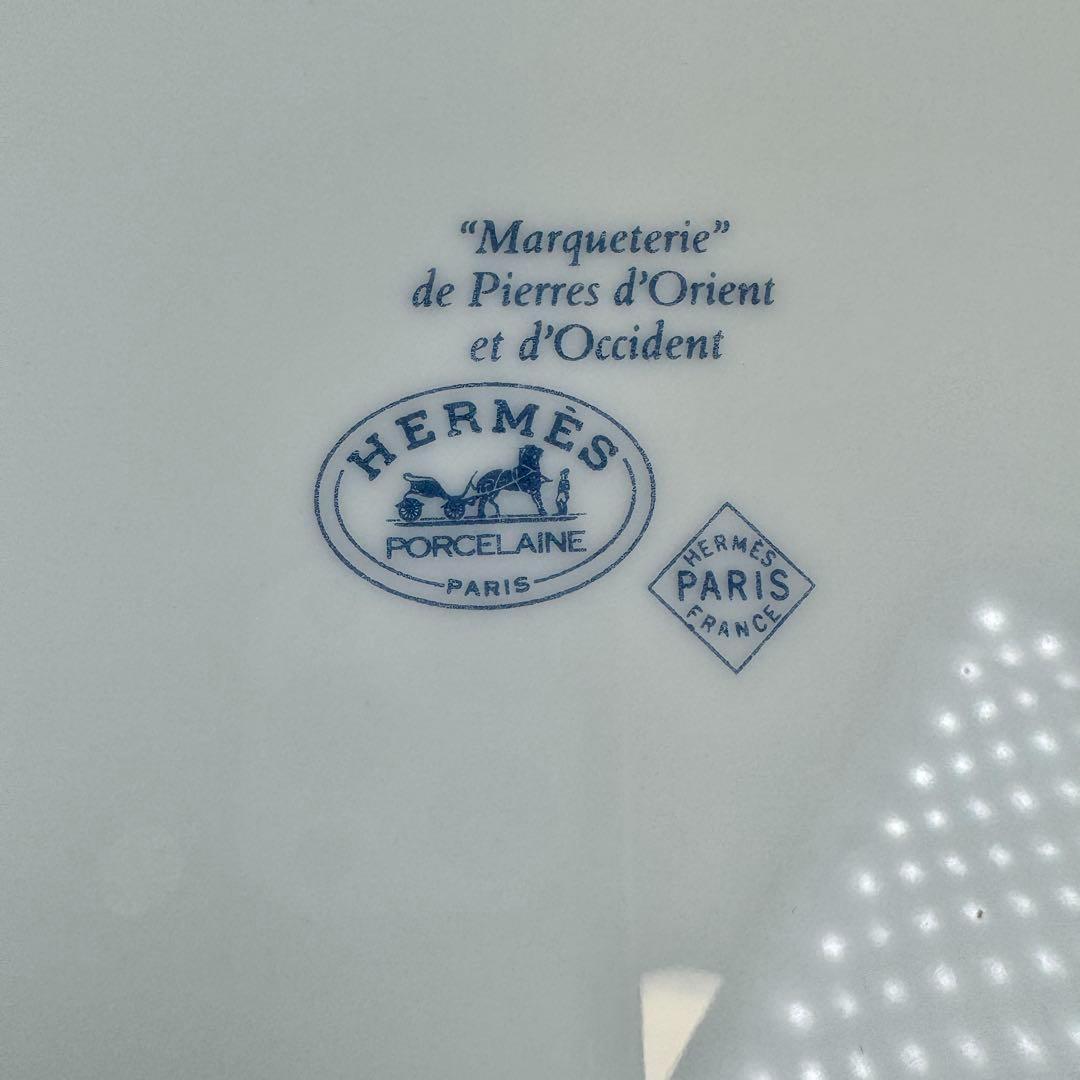 “Marqueterie”
de Pierres d’Orient
et d’Occident
HERMÈS
PORCELAINE
PARIS
HERMÈS
PARIS
FRANCE